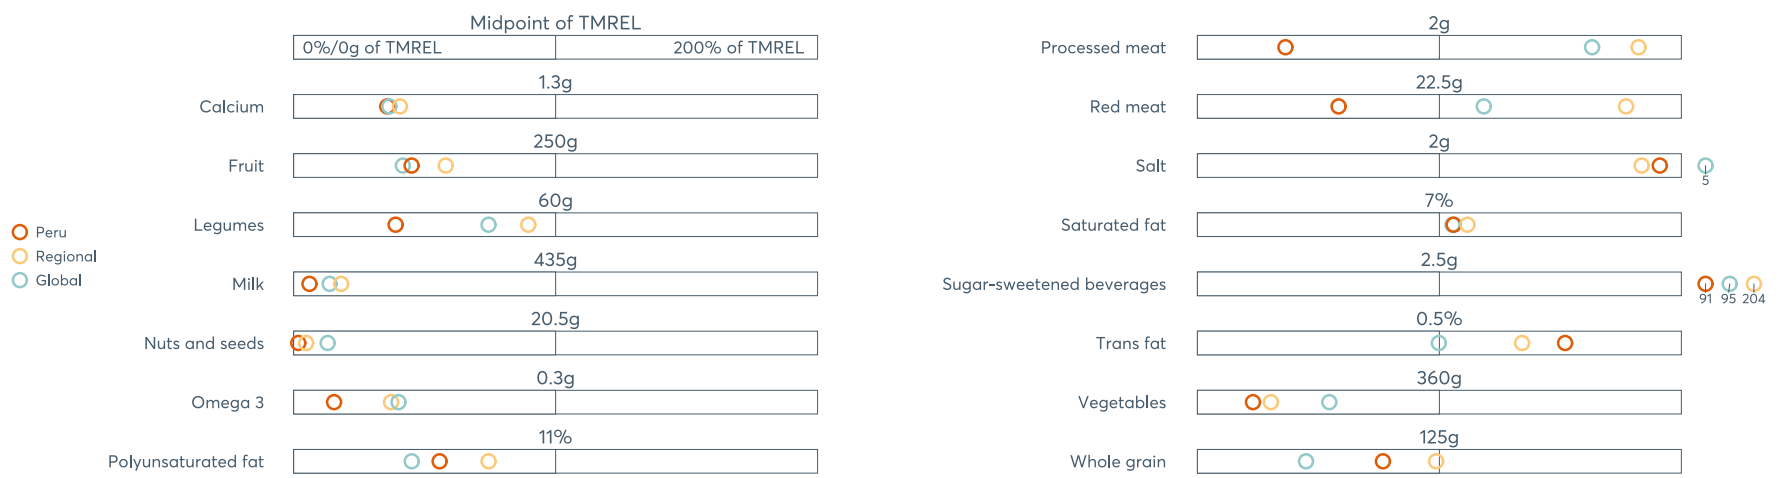 Midpoint of TMREL
0%/0g of TMREL 200% of TMREL
1.3g
Calcium
250g
Fruit
60g
Legumes
435g
Milk
20.5g
Nuts and seeds
0.3g
Omega 3
11%
Polyunsaturated fat
Peru
Regional
Global
2g
Processed meat
22.5g
Red meat
2g
Salt
5
7%
Saturated fat
2.5g
Sugar-sweetened beverages
91 95 204
0.5%
Trans fat
360g
Vegetables
125g
Whole grain